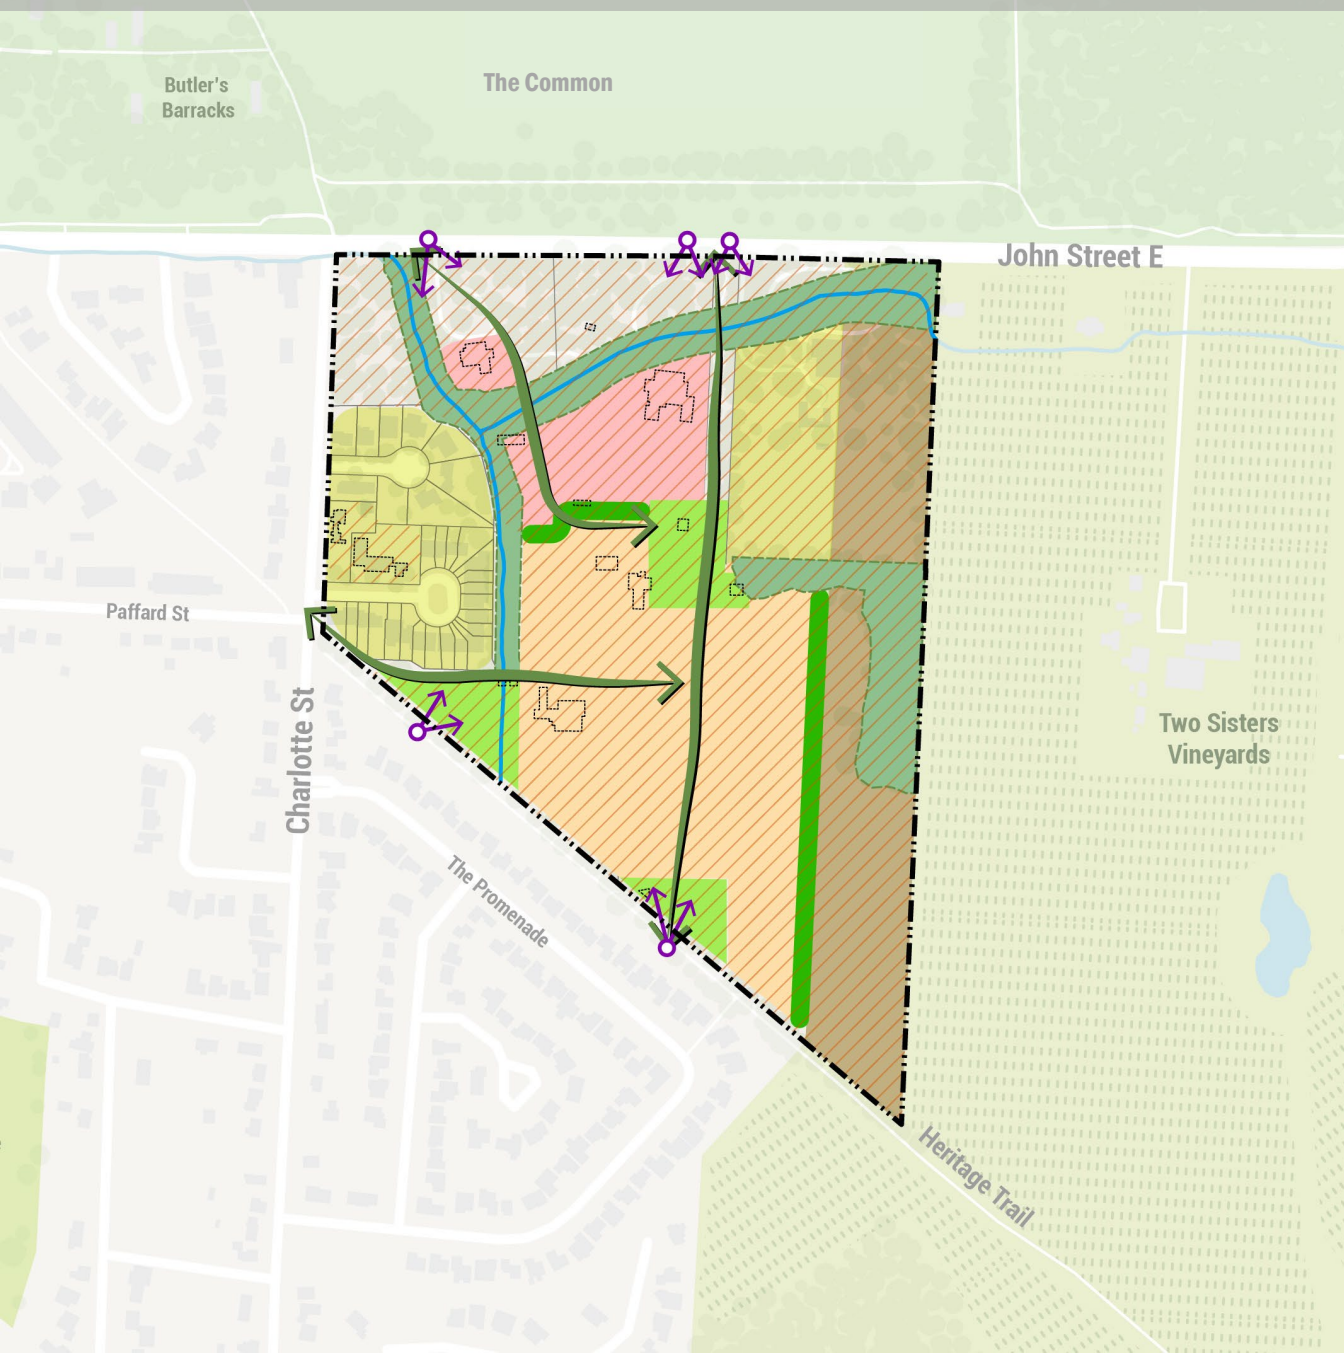 Butler's
Barracks
The Common
John Street E
Paffard St
Charlotte St
Two Sisters
Vineyards
The Promenade
Heritage Trail